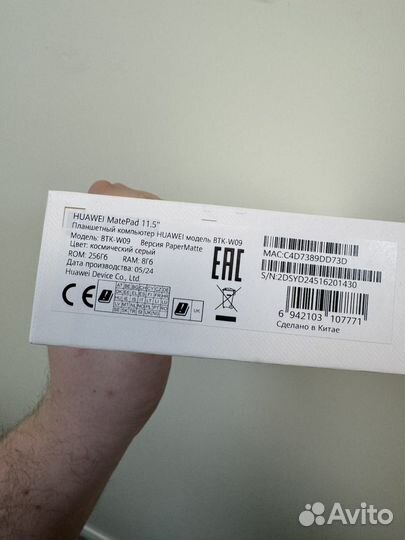 HUAWEI MatePad 11.5"
Планшетный компьютер HUAWEI модель BTK-W09
Модель: BTK-W09 Версия PaperMatte
Цвет: космический серый
ROM: 256Гб RAM: 8Гб
Дата производства: 05/24
Huawei Device Co., Ltd.
CE
EAC
UK
MAC:C4D7389DD73D
S/N:2DSYD24516201430
6 942103 107771
Сделано в Китае
Avito